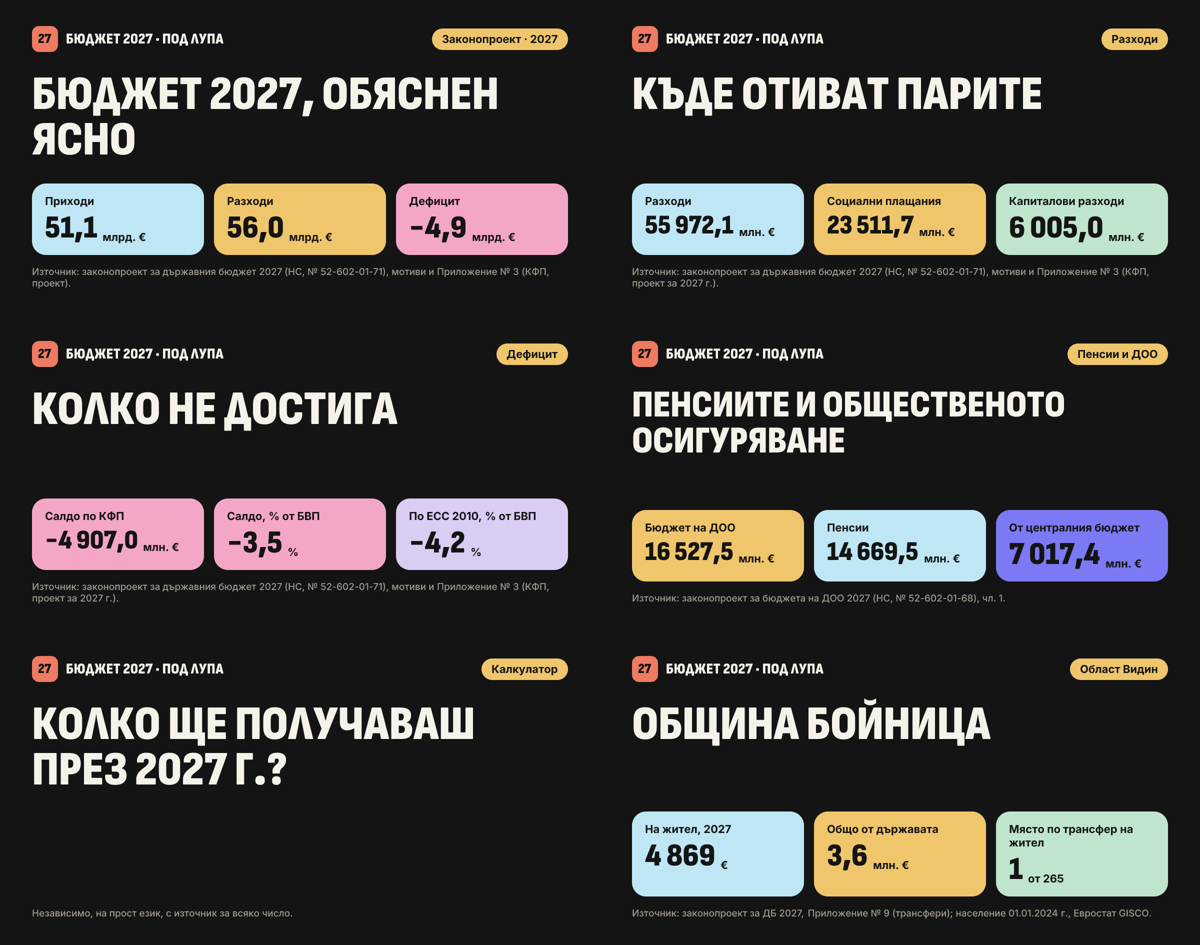 27 БЮДЖЕТ 2027 · ПОД ЛУПА
Законопроект · 2027
БЮДЖЕТ 2027, ОБЯСНЕН
ЯСНО
Приходи
51,1 млрд. €
Разходи
56,0 млрд. €
Дефицит
−4,9 млрд. €
Източник: законопроект за държавния бюджет 2027 (НС, № 52-602-01-71), мотиви и Приложение № 3 (КФП,
проект).
27 БЮДЖЕТ 2027 · ПОД ЛУПА
Разходи
КЪДЕ ОТИВАТ ПАРИТЕ
Разходи
55 972,1 млн. €
Социални плащания
23 511,7 млн. €
Капиталови разходи
6 005,0 млн. €
Източник: законопроект за държавния бюджет 2027 (НС, № 52-602-01-71), мотиви и Приложение № 3 (КФП,
проект за 2027 г.).
27 БЮДЖЕТ 2027 · ПОД ЛУПА
Дефицит
КОЛКО НЕ ДОСТИГА
Салдо по КФП
−4 907,0 млн. €
Салдо, % от БВП
−3,5 %
По ЕСС 2010, % от БВП
−4,2 %
Източник: законопроект за държавния бюджет 2027 (НС, № 52-602-01-71), мотиви и Приложение № 3 (КФП,
проект за 2027 г.).
27 БЮДЖЕТ 2027 · ПОД ЛУПА
Пенсии и ДОО
ПЕНСИИТЕ И ОБЩЕСТВЕНОТО
ОСИГУРЯВАНЕ
Бюджет на ДОО
16 527,5 млн. €
Пенсии
14 669,5 млн. €
От централния бюджет
7 017,4 млн. €
Източник: законопроект за бюджета на ДОО 2027 (НС, № 52-602-01-68), чл. 1.
27 БЮДЖЕТ 2027 · ПОД ЛУПА
Калкулатор
КОЛКО ЩЕ ПОЛУЧАВАШ
ПРЕЗ 2027 Г.?
Независимо, на прост език, с източник за всяко число.
27 БЮДЖЕТ 2027 · ПОД ЛУПА
Област Видин
ОБЩИНА БОЙНИЦА
На жител, 2027
4 869 €
Общо от държавата
3,6 млн. €
Място по трансфер на
жител
1 от 265
Източник: законопроект за ДБ 2027, Приложение № 9 (трансфери); население 01.01.2024 г., Евростат GISCO.